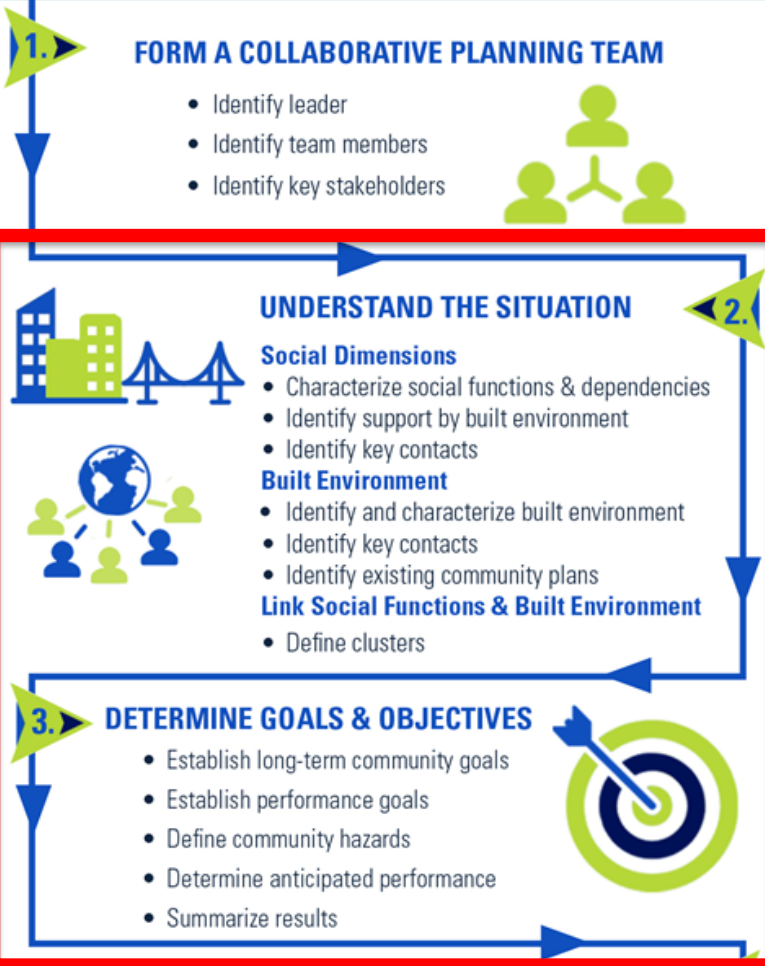 1.
FORM A COLLABORATIVE PLANNING TEAM
• Identify leader
• Identify team members
• Identify key stakeholders
UNDERSTAND THE SITUATION
2.
Social Dimensions
• Characterize social functions & dependencies
• Identify support by built environment
• Identify key contacts
Built Environment
• Identify and characterize built environment
• Identify key contacts
• Identify existing community plans
Link Social Functions & Built Environment
• Define clusters
3.
DETERMINE GOALS & OBJECTIVES
• Establish long-term community goals
• Establish performance goals
• Define community hazards
• Determine anticipated performance
• Summarize results